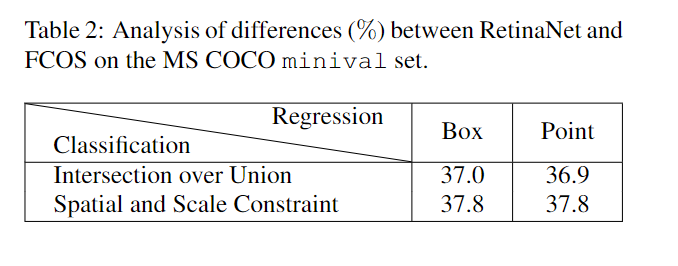 Table 2: Analysis of differences (%) between RetinaNet and
FCOS on the MS COCO minival set.
Regression
Classification
Box
Point
Intersection over Union 37.0 36.9
Spatial and Scale Constraint 37.8 37.8